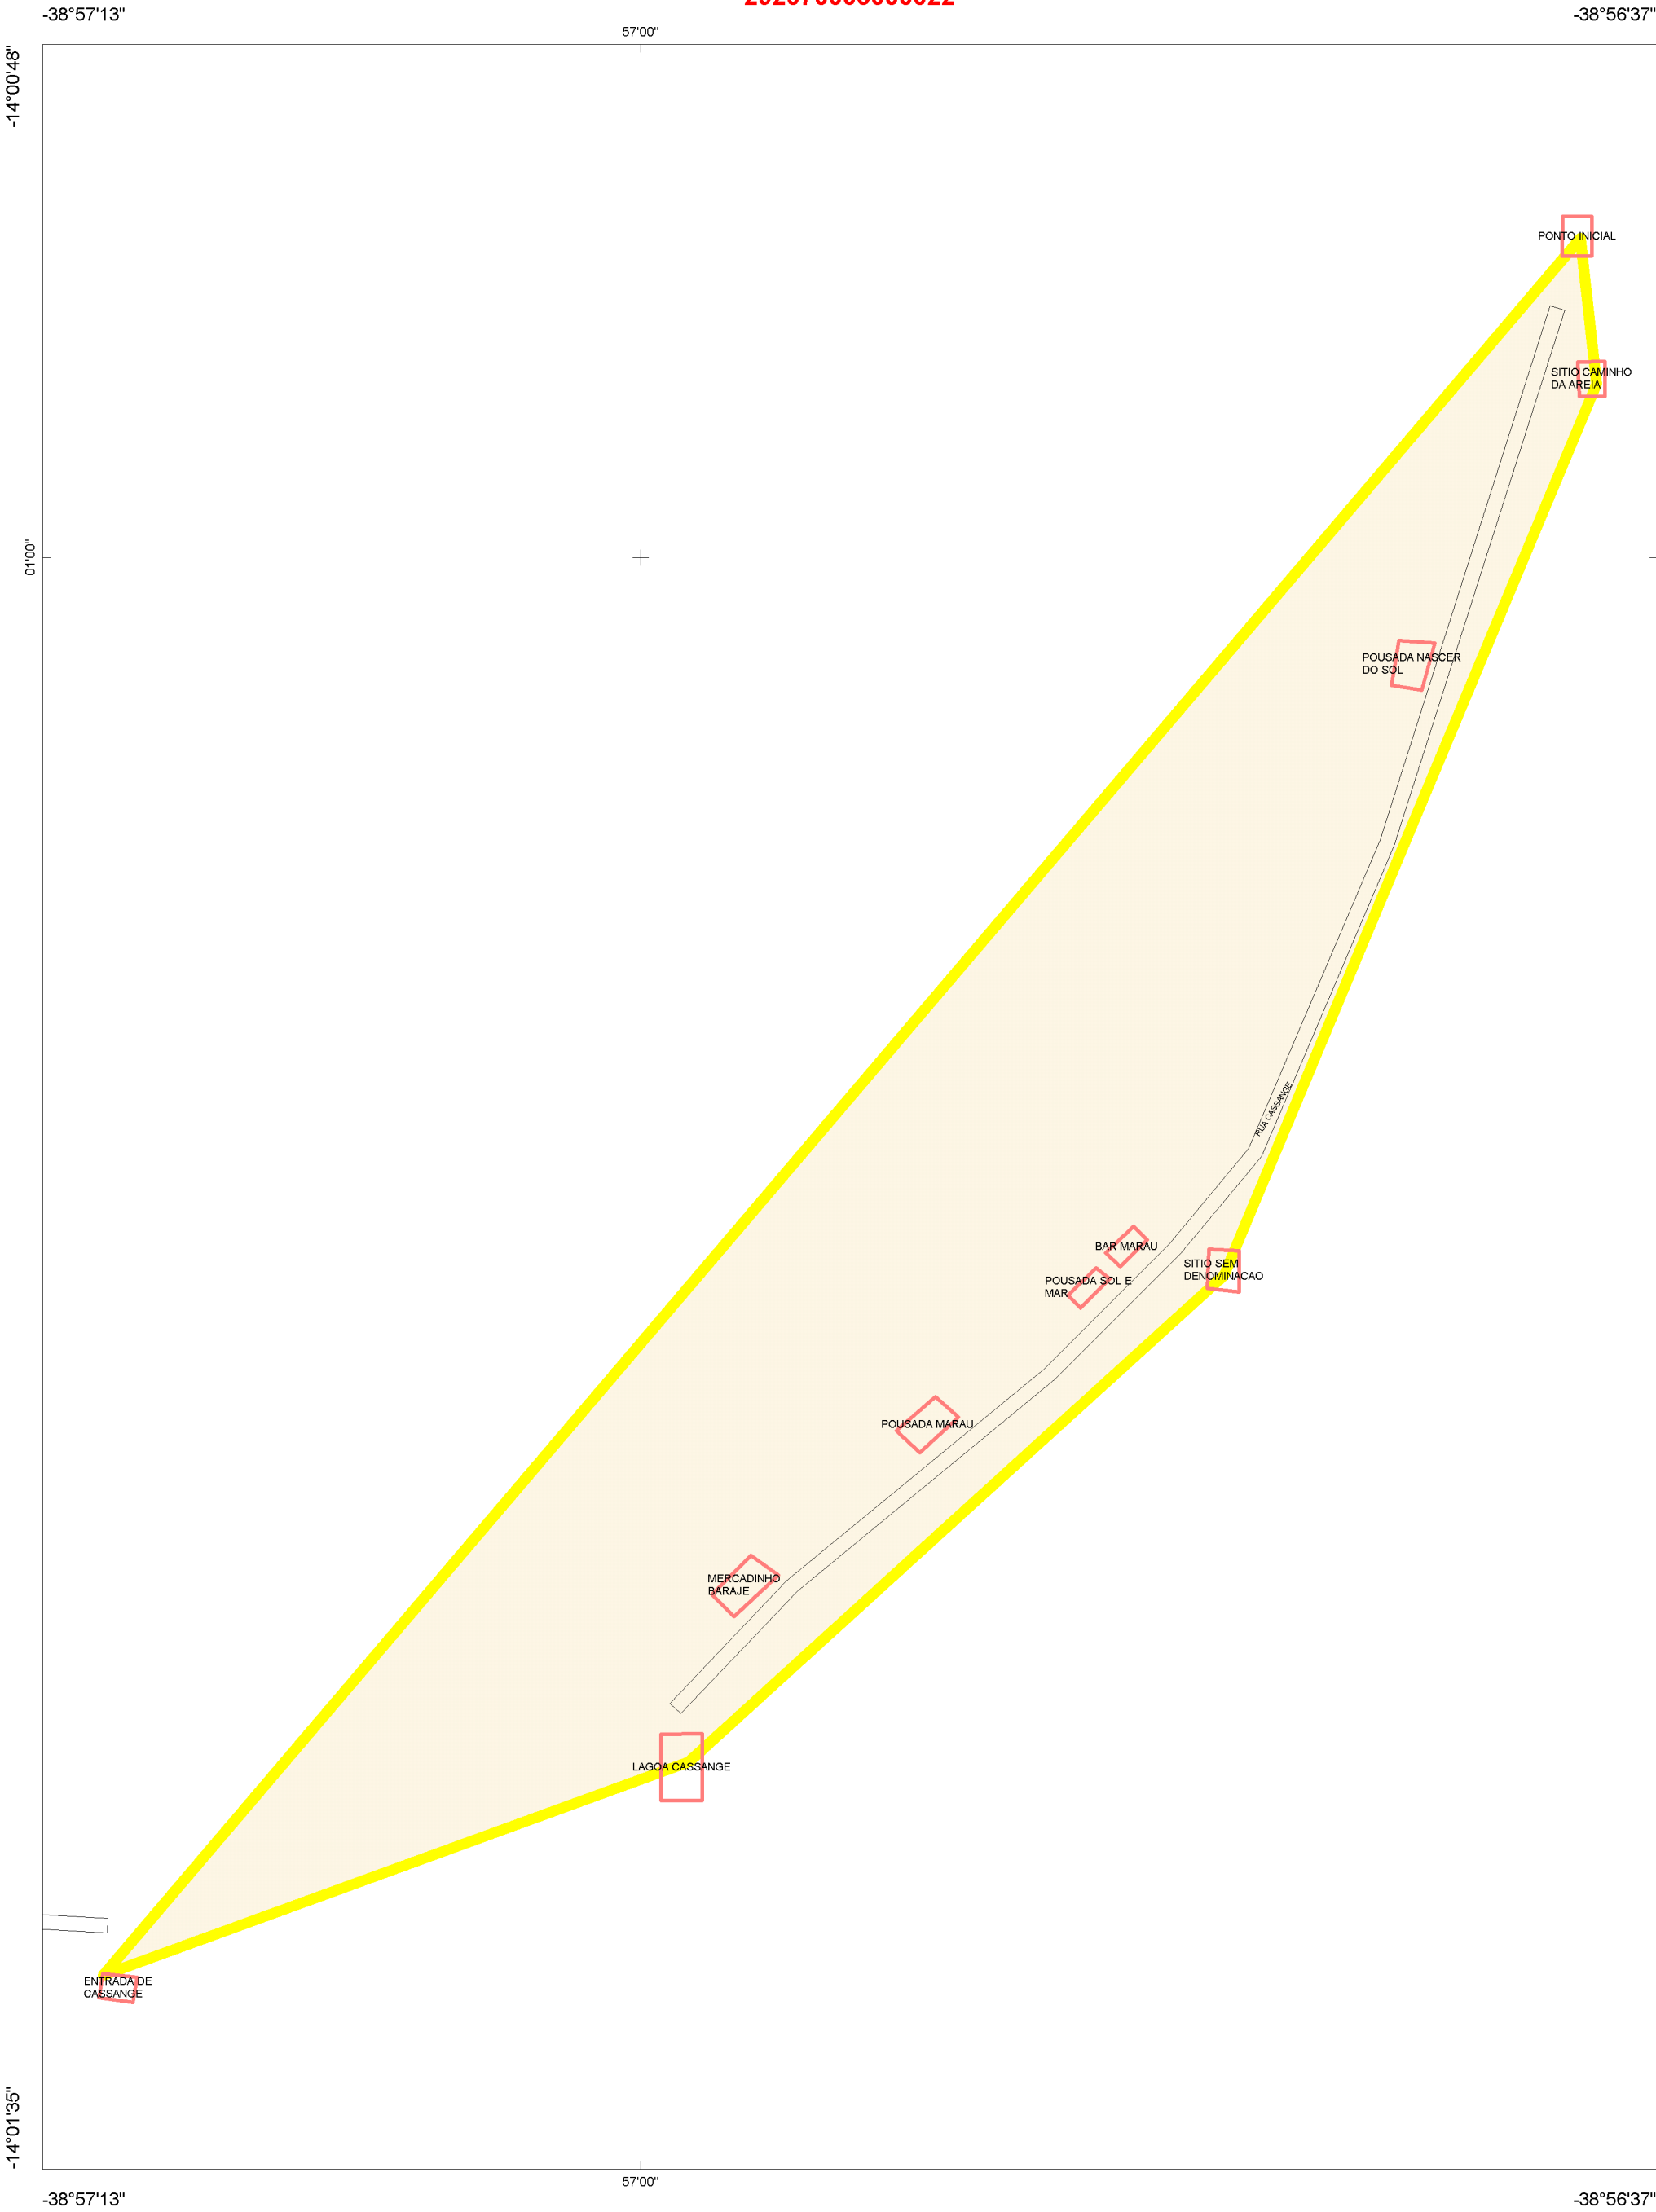 -38°57'13"
-38°56'37"
57'00"
-14°00'48"
PONTO INICIAL
SITIO CAMINHO
DA AREIA
01'00"
POUSADA NASCER
DO SOL
RUA CASSANGE
BAR MARAU
SITIO SEM
DENOMINACAO
POUSADA SOL E
MAR
POUSADA MARAU
MERCADINHO
BARAJE
LAGOA CASSANGE
ENTRADA DE
CASSANGE
-14°01'35"
57'00"
-38°57'13"
-38°56'37"